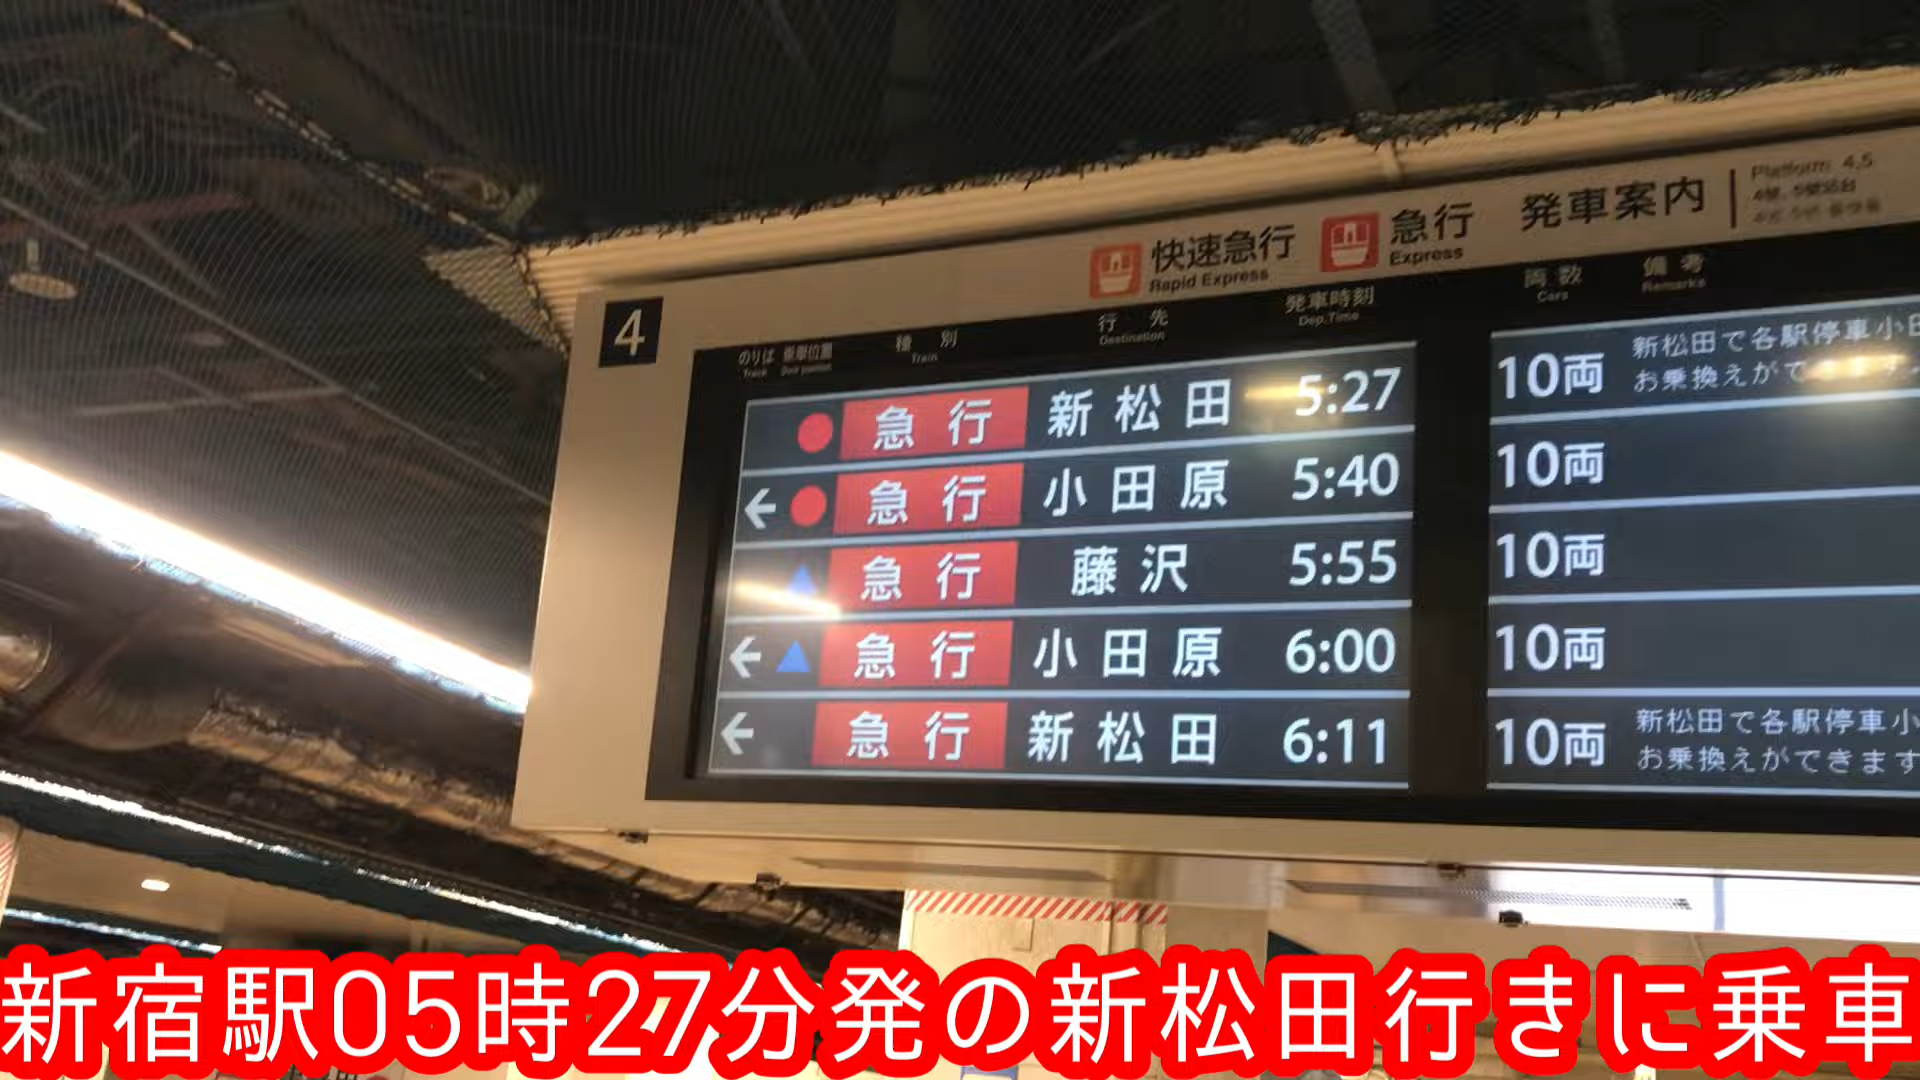 快速急行 急行 発車案内 Platform 4,5
Rapid Express Express
4
のりば 乗車位置 種別 行先 発車時刻 両数 備考
Track Train Destination Dep.Time Cars Remarks
● 急行 新松田 5:27 10両 新松田で各駅停車小田
お乗換えができます
← ● 急行 小田原 5:40 10両
▲ 急行 藤沢 5:55 10両
← ▲ 急行 小田原 6:00 10両
← 急行 新松田 6:11 10両 新松田で各駅停車小
お乗換えができます
新宿駅05時27分発の新松田行きに乗車